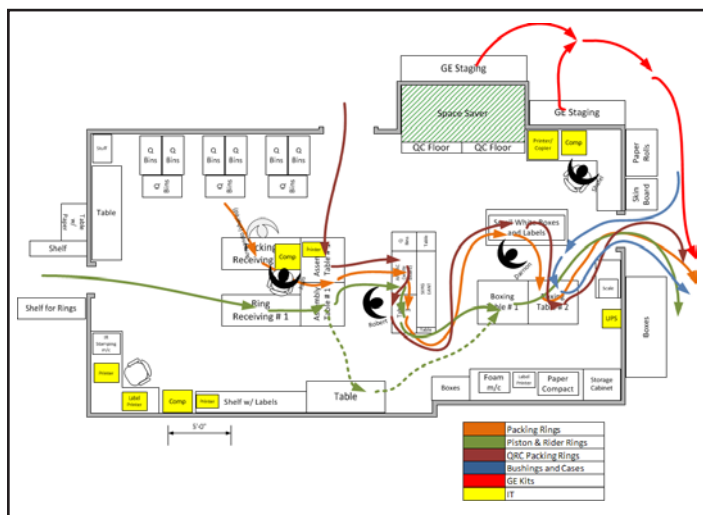 GE Staging
Space Saver
QC Floor
QC Floor
GE Staging
Printer/
Copier
Comp
Paper
Rolls
Skin
Board
Stuff
Q
Bins
Q
Bins
Q
Bins
Q
Bins
Q
Bins
Q
Bins
Q
Bins
Q
Bins
Q
Bins
Table
Table w/
Paper
Shelf
Shelf for Rings
Receiving
Comp
Printer
Ring
Receiving # 1
Assembly
Table # 1
Q
Bins
Table
Table
Robert
Small White Boxes
and Labels
Boxing
Table # 1
Table # 2
Scale
UPS
Boxes
Printer
Label
Printer
Comp
Printer
Shelf w/ Labels
Table
Boxes
Foam
m/c
Label
Printer
Paper
Compact
Storage
Cabinet
5'-0"
Packing Rings
Piston & Rider Rings
QRC Packing Rings
Bushings and Cases
GE Kits
IT